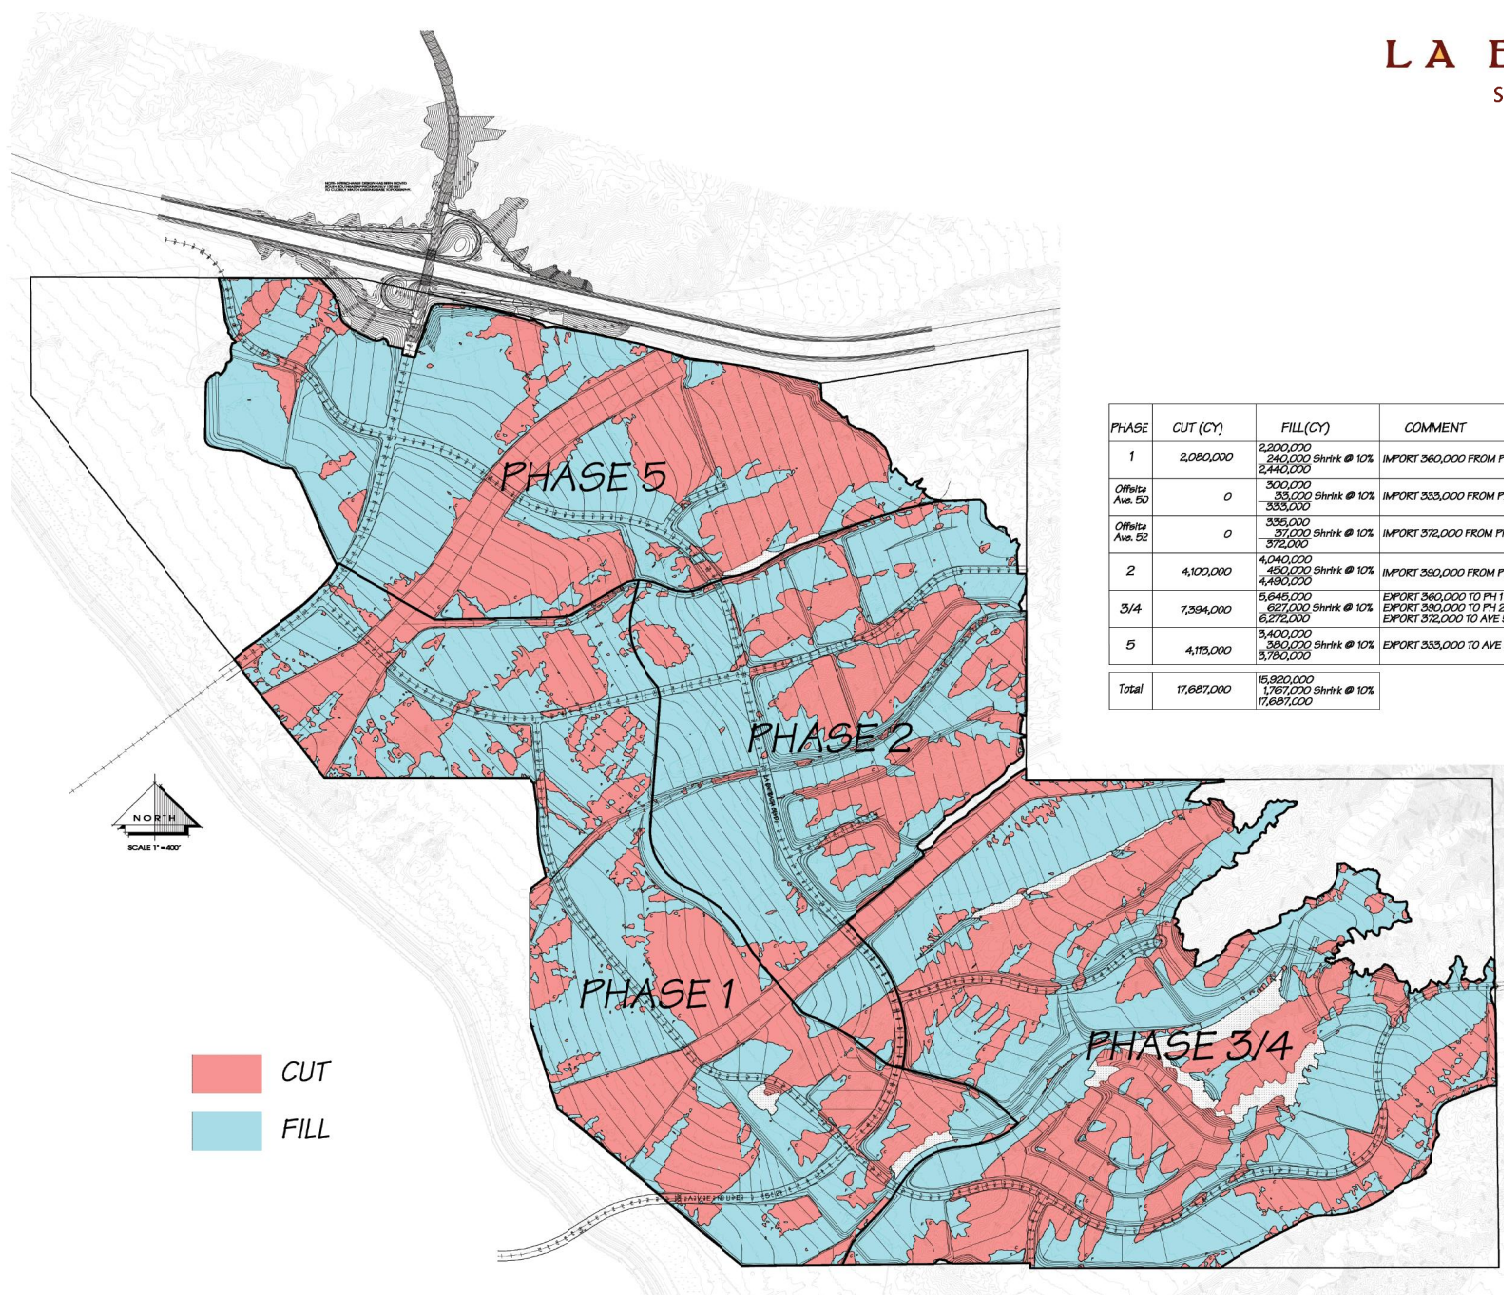 LA
S
PHASE CUT (CY) FILL (CY) COMMENT
1 2,080,000 2,200,000
240,000 Shrink @ 10% IMPORT 360,000 FROM P
2,440,000
Offsite Ave. 50 0 300,000
33,000 Shrink @ 10% IMPORT 333,000 FROM P
333,000
Offsite Ave. 52 0 335,000
37,000 Shrink @ 10% IMPORT 372,000 FROM P
372,000
2 4,100,000 4,040,000
450,000 Shrink @ 10% IMPORT 390,000 FROM P
4,490,000
3/4 7,394,000 5,645,000 EXPORT 360,000 TO PH 1
627,000 Shrink @ 10% EXPORT 390,000 TO PH 2
6,272,000 EXPORT 372,000 TO AVE
5 4,113,000 3,400,000
380,000 Shrink @ 10% EXPORT 333,000 TO AVE
3,780,000
Total 17,687,000 15,920,000
1,767,000 Shrink @ 10%
17,687,000
PHASE 5
PHASE 2
PHASE 1
PHASE 3/4
NORTH
SCALE 1"=400'
CUT
FILL